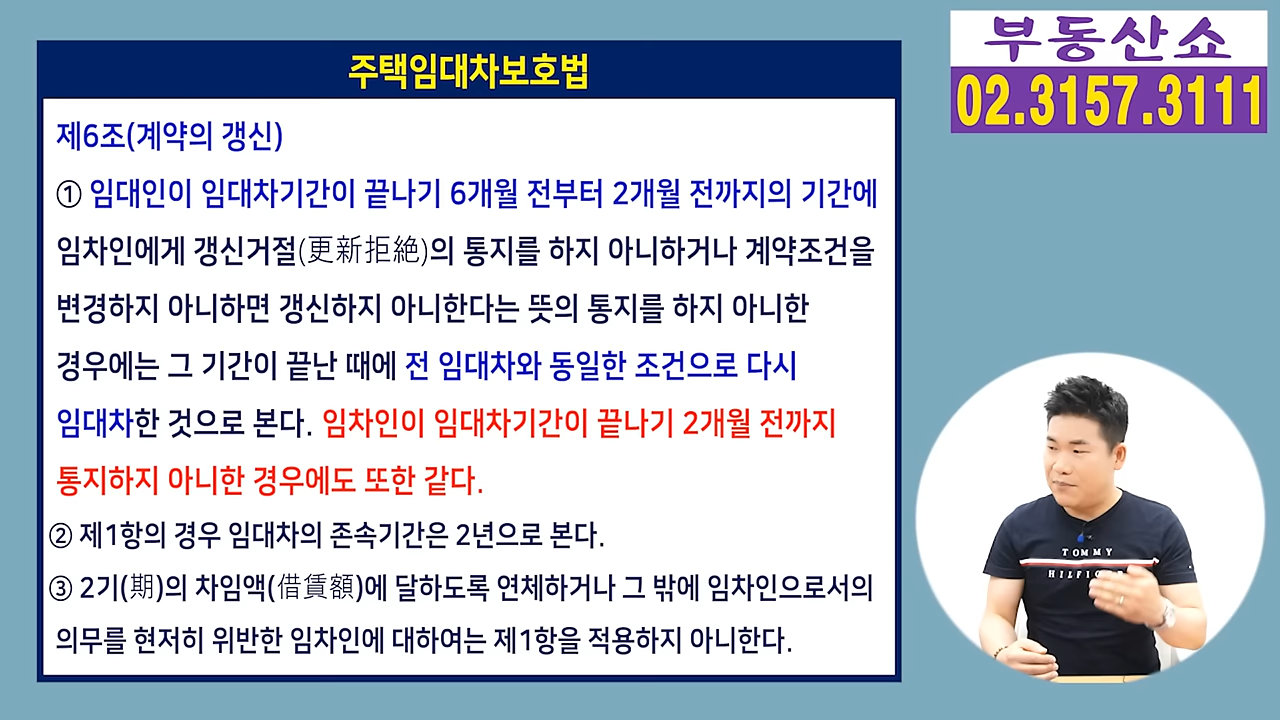 부동산쇼
02.3157.3111
주택임대차보호법
제6조(계약의 갱신)
① 임대인이 임대차기간이 끝나기 6개월 전부터 2개월 전까지의 기간에
임차인에게 갱신거절(更新拒絶)의 통지를 하지 아니하거나 계약조건을
변경하지 아니하면 갱신하지 아니한다는 뜻의 통지를 하지 아니한
경우에는 그 기간이 끝난 때에 전 임대차와 동일한 조건으로 다시
임대차한 것으로 본다. 임차인이 임대차기간이 끝나기 2개월 전까지
통지하지 아니한 경우에도 또한 같다.
② 제1항의 경우 임대차의 존속기간은 2년으로 본다.
③ 2기(期)의 차임액(借賃額)에 달하도록 연체하거나 그 밖에 임차인으로서의
의무를 현저히 위반한 임차인에 대하여는 제1항을 적용하지 아니한다.
TOMMY